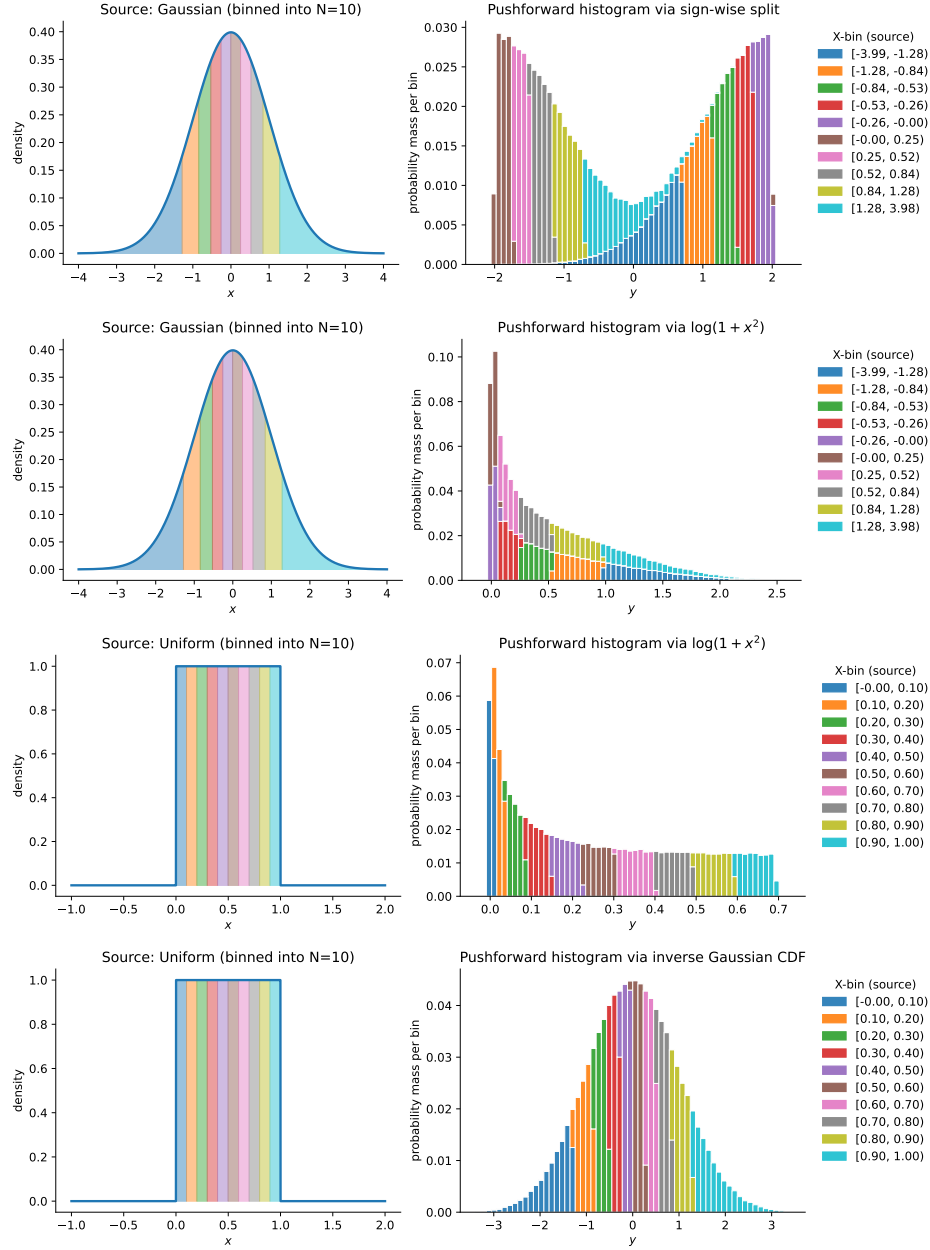 Source: Gaussian (binned into N=10)
density
0.40
0.35
0.30
0.25
0.20
0.15
0.10
0.05
0.00
−4 −3 −2 −1 0 1 2 3 4
x
Pushforward histogram via sign-wise split
probability mass per bin
0.030
0.025
0.020
0.015
0.010
0.005
0.000
−2 −1 0 1 2
y
X-bin (source)
[-3.99, -1.28)
[-1.28, -0.84)
[-0.84, -0.53)
[-0.53, -0.26)
[-0.26, -0.00)
[-0.00, 0.25)
[0.25, 0.52)
[0.52, 0.84)
[0.84, 1.28)
[1.28, 3.98)
Source: Gaussian (binned into N=10)
density
0.40
0.35
0.30
0.25
0.20
0.15
0.10
0.05
0.00
−4 −3 −2 −1 0 1 2 3 4
x
Pushforward histogram via log(1 + x²)
probability mass per bin
0.10
0.08
0.06
0.04
0.02
0.00
0.0 0.5 1.0 1.5 2.0 2.5
y
X-bin (source)
[-3.99, -1.28)
[-1.28, -0.84)
[-0.84, -0.53)
[-0.53, -0.26)
[-0.26, -0.00)
[-0.00, 0.25)
[0.25, 0.52)
[0.52, 0.84)
[0.84, 1.28)
[1.28, 3.98)
Source: Uniform (binned into N=10)
density
1.0
0.8
0.6
0.4
0.2
0.0
−1.0 −0.5 0.0 0.5 1.0 1.5 2.0
x
Pushforward histogram via log(1 + x²)
probability mass per bin
0.07
0.06
0.05
0.04
0.03
0.02
0.01
0.00
0.0 0.1 0.2 0.3 0.4 0.5 0.6 0.7
y
X-bin (source)
[-0.00, 0.10)
[0.10, 0.20)
[0.20, 0.30)
[0.30, 0.40)
[0.40, 0.50)
[0.50, 0.60)
[0.60, 0.70)
[0.70, 0.80)
[0.80, 0.90)
[0.90, 1.00)
Source: Uniform (binned into N=10)
density
1.0
0.8
0.6
0.4
0.2
0.0
−1.0 −0.5 0.0 0.5 1.0 1.5 2.0
x
Pushforward histogram via inverse Gaussian CDF
probability mass per bin
0.04
0.03
0.02
0.01
0.00
−3 −2 −1 0 1 2 3
y
X-bin (source)
[-0.00, 0.10)
[0.10, 0.20)
[0.20, 0.30)
[0.30, 0.40)
[0.40, 0.50)
[0.50, 0.60)
[0.60, 0.70)
[0.70, 0.80)
[0.80, 0.90)
[0.90, 1.00)